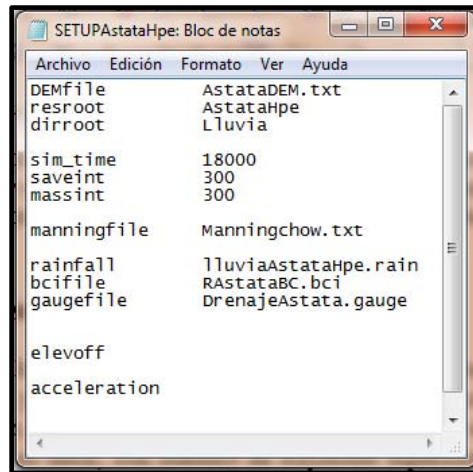 SETUPAstataHpe: Bloc de notas
Archivo Edición Formato Ver Ayuda
DEMfile AstataDEM.txt
resroot AstataHpe
dirroot Lluvia
sim_time 18000
saveint 300
massint 300
manningfile Manningchow.txt
rainfall lluviaAstataHpe.rain
bcifile RAstataBC.bci
gaugefile DrenajeAstata.gauge
elevoff
acceleration